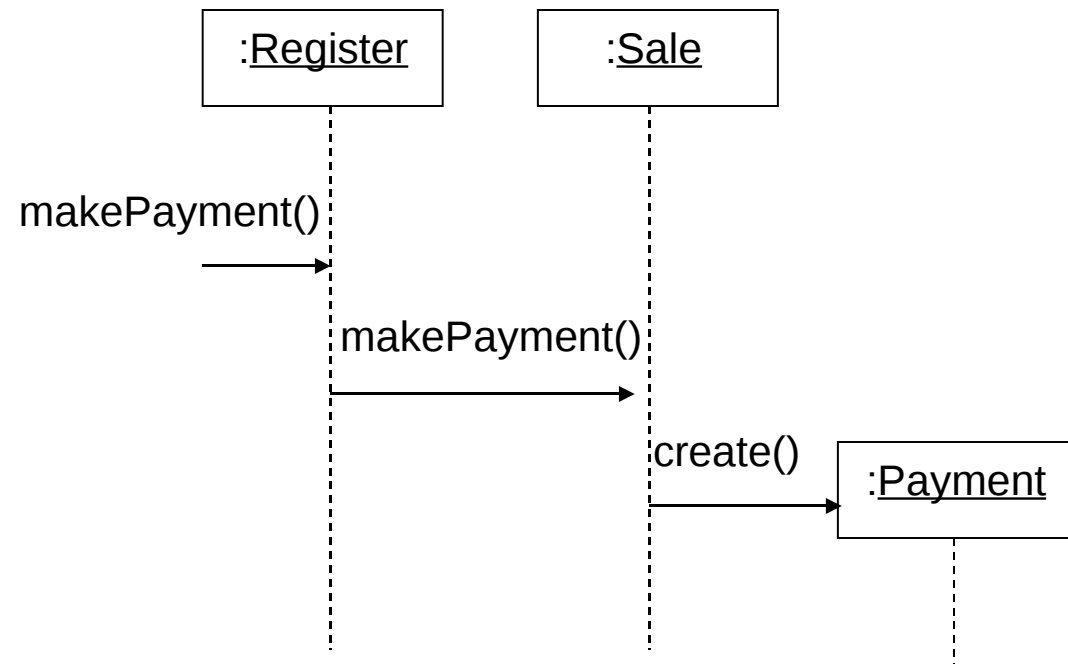 :Register
:Sale
makePayment()
makePayment()
create()
:Payment